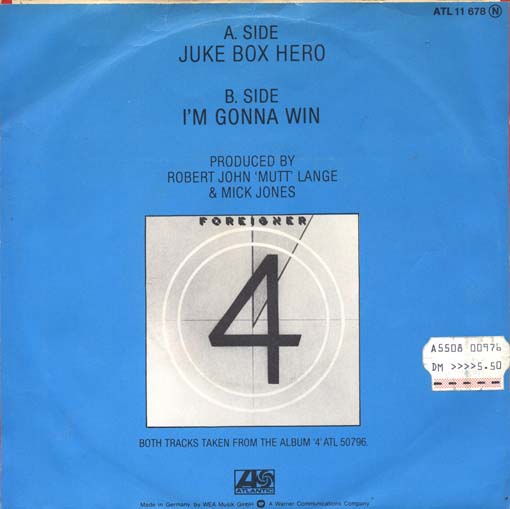 ATL 11 678 N
A. SIDE
JUKE BOX HERO
B. SIDE
I'M GONNA WIN
PRODUCED BY
ROBERT JOHN 'MUTT' LANGE
& MICK JONES
FOREIGNER
4
A5508 00976
DM >>>>5.50
BOTH TRACKS TAKEN FROM THE ALBUM '4' ATL 50796.
ATLANTIC
Made in Germany by WEA Musik GmbH A Warner Communications Company